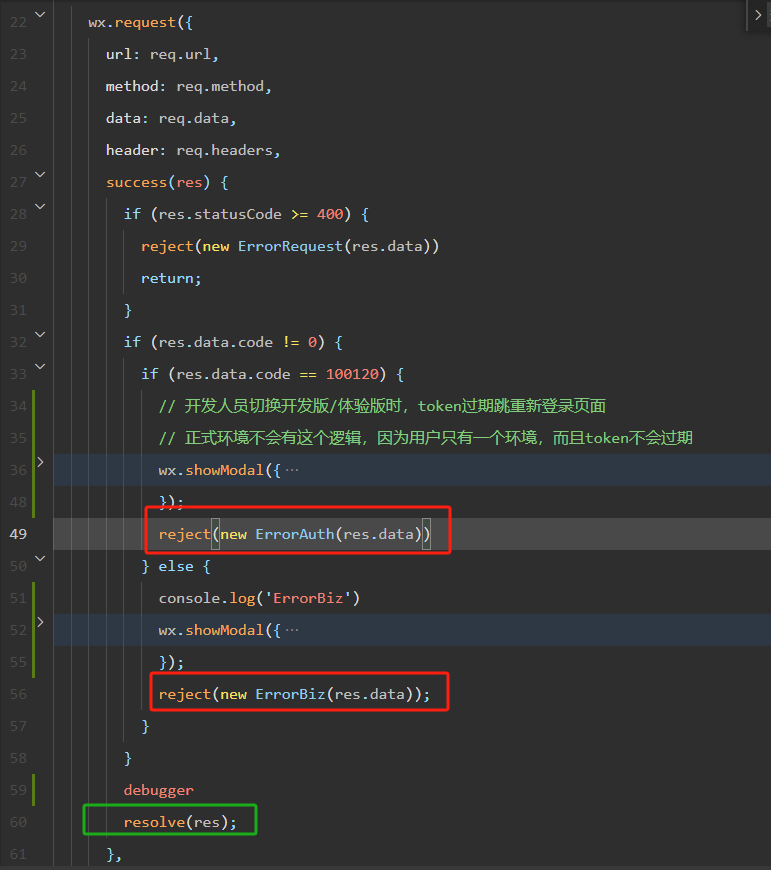 22 wx.request({
23 url: req.url,
24 method: req.method,
25 data: req.data,
26 header: req.headers,
27 success(res) {
28 if (res.statusCode >= 400) {
29 reject(new ErrorRequest(res.data))
30 return;
31 }
32 if (res.data.code != 0) {
33 if (res.data.code == 100120) {
34 // 开发人员切换开发版/体验版时，token过期跳重新登录页面
35 // 正式环境不会有这个逻辑，因为用户只有一个环境，而且token不会过期
36 wx.showModal({ ···
48 });
49 reject(new ErrorAuth(res.data))
50 } else {
51 console.log('ErrorBiz')
52 wx.showModal({ ···
55 });
56 reject(new ErrorBiz(res.data));
57 }
58 }
59 debugger
60 resolve(res);
61 },